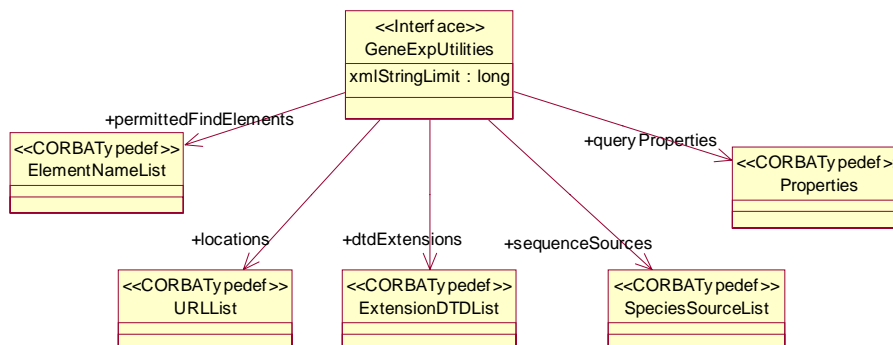 <<Interface>>
GeneExpUtilities
xmlStringLimit : long
+permittedFindElements
+queryProperties
<<CORBATypedef>>
ElementNameList
<<CORBATypedef>
Properties
+locations
+dtdExtensions
+sequenceSources
<<CORBATypedef>>
URLList
<<CORBATypedef>>
ExtensionDTDList
<<CORBATypedef>>
SpeciesSourceList